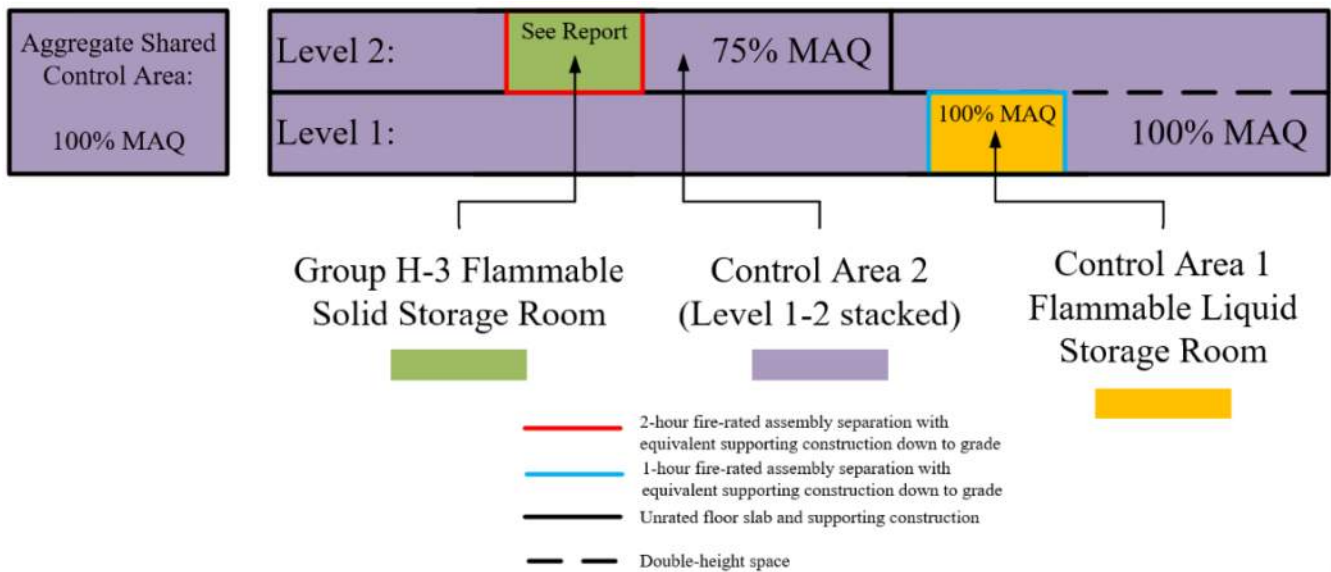 Aggregate Shared
Control Area:
100% MAQ
Level 2:
See Report
75% MAQ
Level 1:
100% MAQ
100% MAQ
Group H-3 Flammable
Solid Storage Room
Control Area 2
(Level 1-2 stacked)
Control Area 1
Flammable Liquid
Storage Room
2-hour fire-rated assembly separation with
equivalent supporting construction down to grade
1-hour fire-rated assembly separation with
equivalent supporting construction down to grade
Unrated floor slab and supporting construction
Double-height space